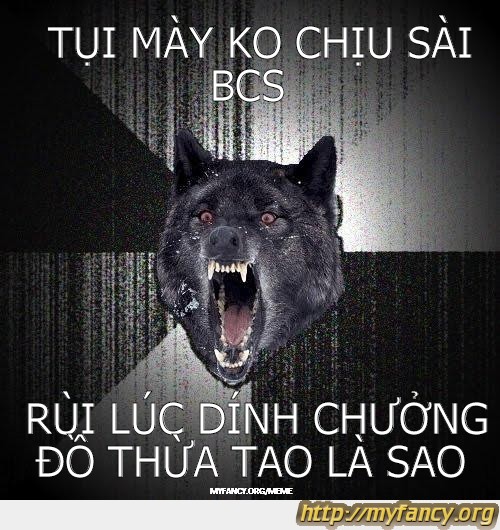 TỤI MÀY KO CHỊU SÀI
BCS
RÙI LÚC DÍNH CHƯỞNG
ĐỔ THỪA TAO LÀ SAO
MYFANCY.ORG/MEME
http://myfancy.org